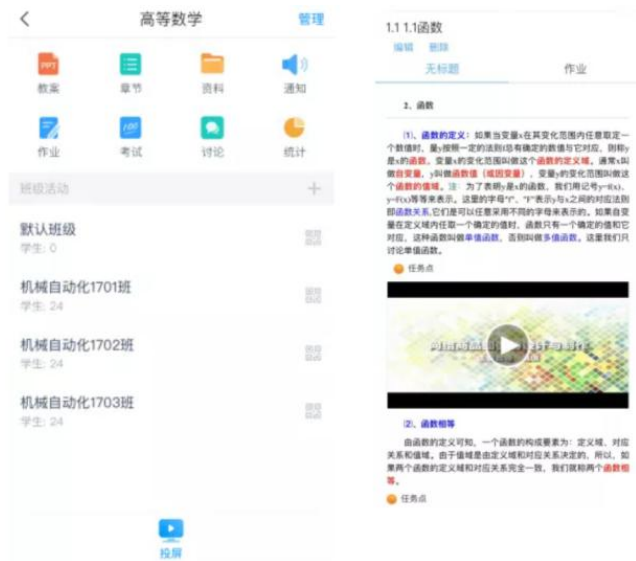 高等数学
管理
PPT
教案
章节
资料
通知
100
作业
考试
讨论
统计
班级活动
默认班级
学生: 0
机械自动化1701班
学生: 24
机械自动化1702班
学生: 24
机械自动化1703班
学生: 24
投屏
1.1 1.1函数
编辑 删除
无标题
作业
2、函数
⑴、函数的定义：如果当变量x在其变化范围内任意取定一
个数值时，量y按照一定的法则f总有确定的数值与它对应，则称y
是x的函数。变量x的变化范围叫做这个函数的定义域。通常x叫
做自变量，y叫做函数值（或因变量），变量y的变化范围叫做这
个函数的值域。注：为了表明y是x的函数，我们用记号y=f(x)、
y=F(x)等等来表示。这里的字母"f"、"F"表示y与x之间的对应法则
即函数关系,它们是可以任意采用不同的字母来表示的。如果自变
量在定义域内任取一个确定的值时，函数只有一个确定的值和它
对应，这种函数叫做单值函数，否则叫做多值函数。这里我们只
讨论单值函数。
任务点
⑵、函数相等
由函数的定义可知，一个函数的构成要素为：定义域、对应
关系和值域。由于值域是由定义域和对应关系决定的，所以，如
果两个函数的定义域和对应关系完全一致，我们就称两个函数相
等。
任务点